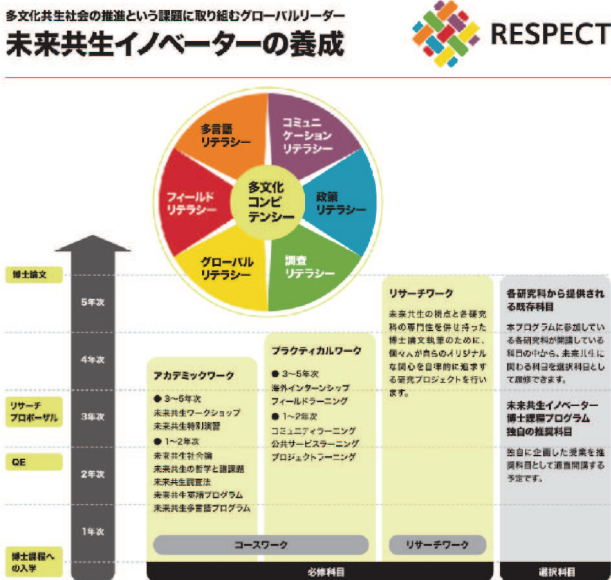 多文化共生社会の推進という課題に取り組むグローバルリーダー
未来共生イノベーターの養成
RESPECT
多言語
リテラシー
コミュニ
ケーション
リテラシー
フィールド
リテラシー
多文化
コンピ
テンシー
政策
リテラシー
グローバル
リテラシー
調査
リテラシー
博士論文
5年次
4年次
リサーチ
プロポーザル
3年次
QE
2年次
1年次
博士課程へ
の入学
アカデミックワーク
● 3〜5年次
未来共生ワークショップ
未来共生特別演習
● 1〜2年次
未来共生社会論
未来共生の哲学と諸課題
未来共生調査法
未来共生英語プログラム
未来共生多言語プログラム
プラクティカルワーク
● 3〜5年次
海外インターンシップ
フィールドラーニング
● 1〜2年次
コミュニティラーニング
公共サービスラーニング
プロジェクトラーニング
コースワーク
リサーチワーク
未来共生の視点と各研究
科の専門性を併せ持った
博士論文執筆のために、
個々人が自らのオリジナル
な関心を自律的に追求す
る研究プロジェクトを行い
ます。
リサーチワーク
必修科目
各研究科から提供され
る既存科目
本プログラムに参加してい
る各研究科が開講している
科目の中から、未来共生に
関わる科目を選択科目とし
て履修できます。
未来共生イノベーター
博士課程プログラム
独自の推奨科目
独自に企画した授業を推
奨科目として適宜開講する
予定です。
選択科目